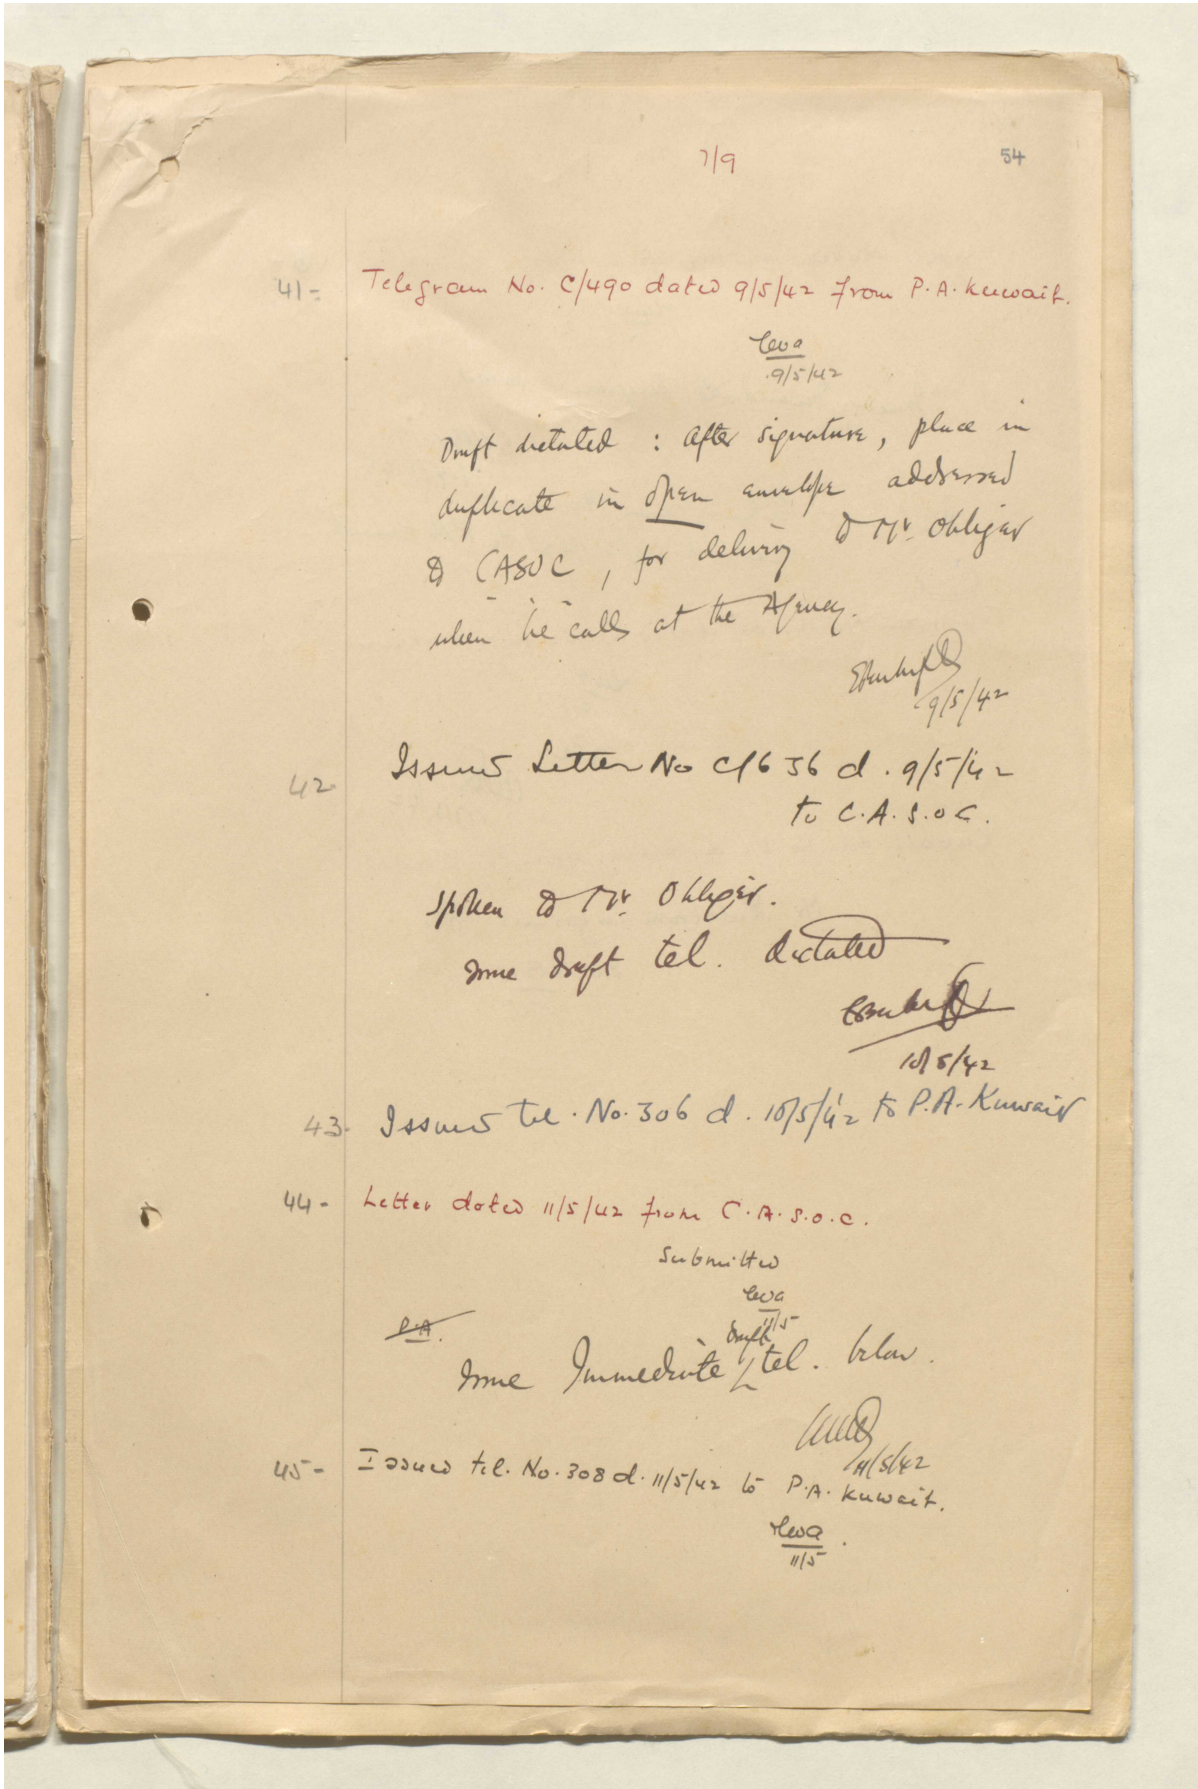 7/9
54
41- Telegram No. C/490 dated 9/5/42 from P.A. Kuwait.
9/5/42
Draft dictated : After signature, place in
duplicate in open envelope addressed
to CASOC, for delivery to Mr. Ohliger
when he calls at the Agency.
9/5/42
42 Issued Letter No C/636 d. 9/5/42
to C.A.S.O.C.
Spoken to Mr. Ohliger.
Issue draft tel. dictated
10/5/42
43- Issued tel. No. 306 d. 10/5/42 to P.A. Kuwait
44- Letter dated 11/5/42 from C.A.S.O.C.
Submitted
11/5
P.A.
draft
Issue Immediate tel. below.
11/5/42
45- Issued tel. No. 308 d. 11/5/42 to P.A. Kuwait.
11/5